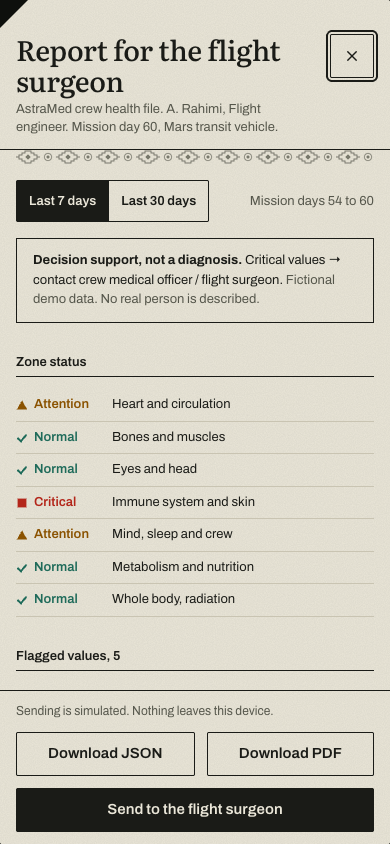 Report for the flight
surgeon
AstraMed crew health file. A. Rahimi, Flight
engineer. Mission day 60, Mars transit vehicle.
Last 7 days
Last 30 days
Mission days 54 to 60
Decision support, not a diagnosis. Critical values →
contact crew medical officer / flight surgeon. Fictional
demo data. No real person is described.
Zone status
Attention Heart and circulation
Normal Bones and muscles
Normal Eyes and head
Critical Immune system and skin
Attention Mind, sleep and crew
Normal Metabolism and nutrition
Normal Whole body, radiation
Flagged values, 5
Sending is simulated. Nothing leaves this device.
Download JSON
Download PDF
Send to the flight surgeon